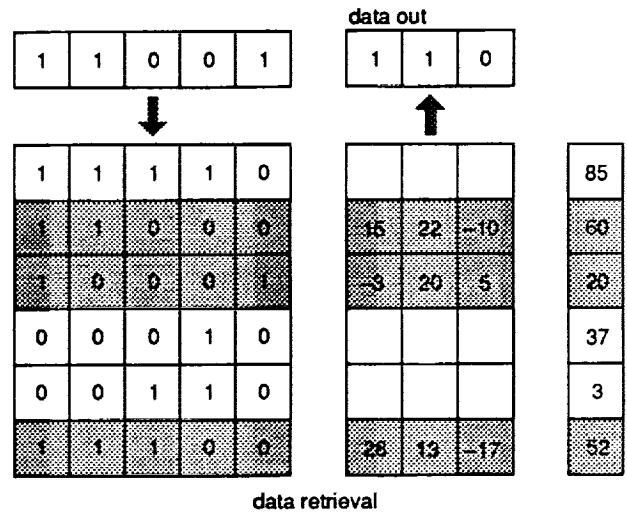 data out
1 1 0 0 1 1 1 0
1 1 1 1 0 85
1 1 0 0 0 15 22 -10 60
1 0 0 0 1 -3 20 5 20
0 0 0 1 0 37
0 0 1 1 0 3
1 1 1 0 0 28 13 -17 52
data retrieval